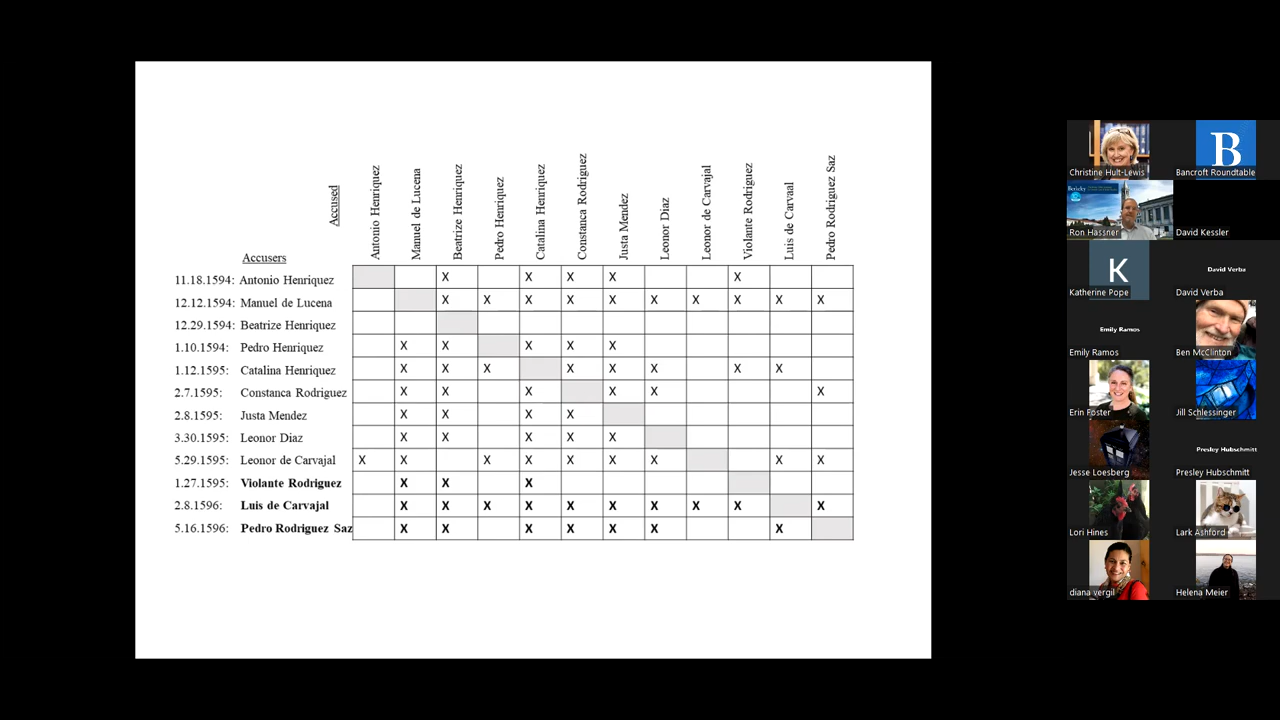 Accused
Antonio Henriquez
Manuel de Lucena
Beatrize Henriquez
Pedro Henriquez
Catalina Henriquez
Constanca Rodriguez
Justa Mendez
Leonor Diaz
Leonor de Carvajal
Violante Rodriguez
Luis de Carvaal
Pedro Rodriguez Saz
Accusers
11.18.1594: Antonio Henriquez X X X X X
12.12.1594: Manuel de Lucena X X X X X X X X X X
12.29.1594: Beatrize Henriquez
1.10.1594: Pedro Henriquez X X X X X
1.12.1595: Catalina Henriquez X X X X X X X X
2.7.1595: Constanca Rodriguez X X X X X X
2.8.1595: Justa Mendez X X X X
3.30.1595: Leonor Diaz X X X X X
5.29.1595: Leonor de Carvajal X X X X X X X X X
1.27.1595: Violante Rodriguez X X X
2.8.1596: Luis de Carvajal X X X X X X X X X X
5.16.1596: Pedro Rodriguez Saz X X X X X X X
Christine Hult-Lewis
B
Bancroft Roundtable
Berkeley
Ron Hassner
David Kessler
K
Katherine Pope
David Verba
David Verba
Emily Ramos
Emily Ramos
Ben McClinton
Erin Foster
Jill Schlessinger
Jesse Loesberg
Presley Hubschmitt
Presley Hubschmitt
Lori Hines
Lark Ashford
diana vergil
Helena Meier